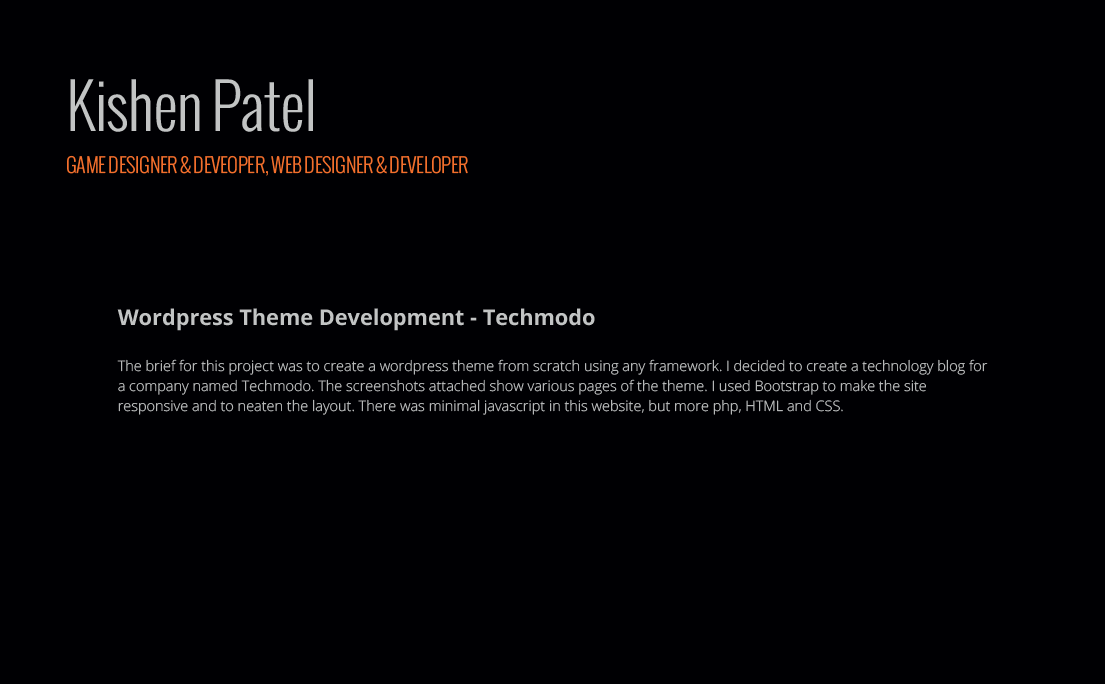 Kishen Patel
GAME DESIGNER & DEVEOPER, WEB DESIGNER & DEVELOPER
Wordpress Theme Development - Techmodo
The brief for this project was to create a wordpress theme from scratch using any framework. I decided to create a technology blog for
a company named Techmodo. The screenshots attached show various pages of the theme. I used Bootstrap to make the site
responsive and to neaten the layout. There was minimal javascript in this website, but more php, HTML and CSS.